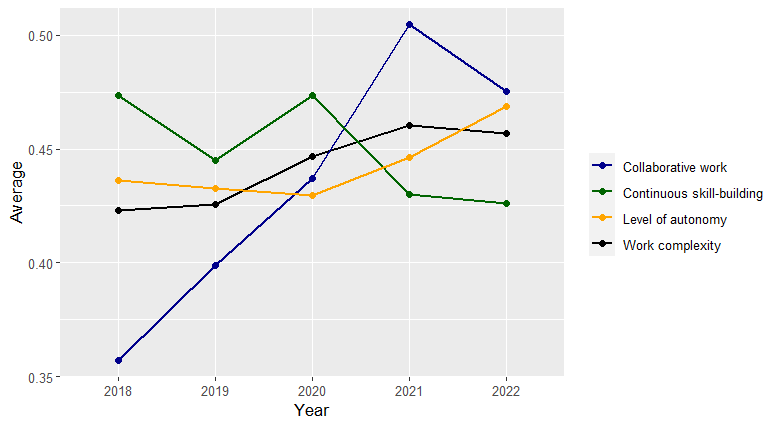 0.50
0.45
0.40
0.35
Average
2018 2019 2020 2021 2022
Year
Collaborative work
Continuous skill-building
Level of autonomy
Work complexity